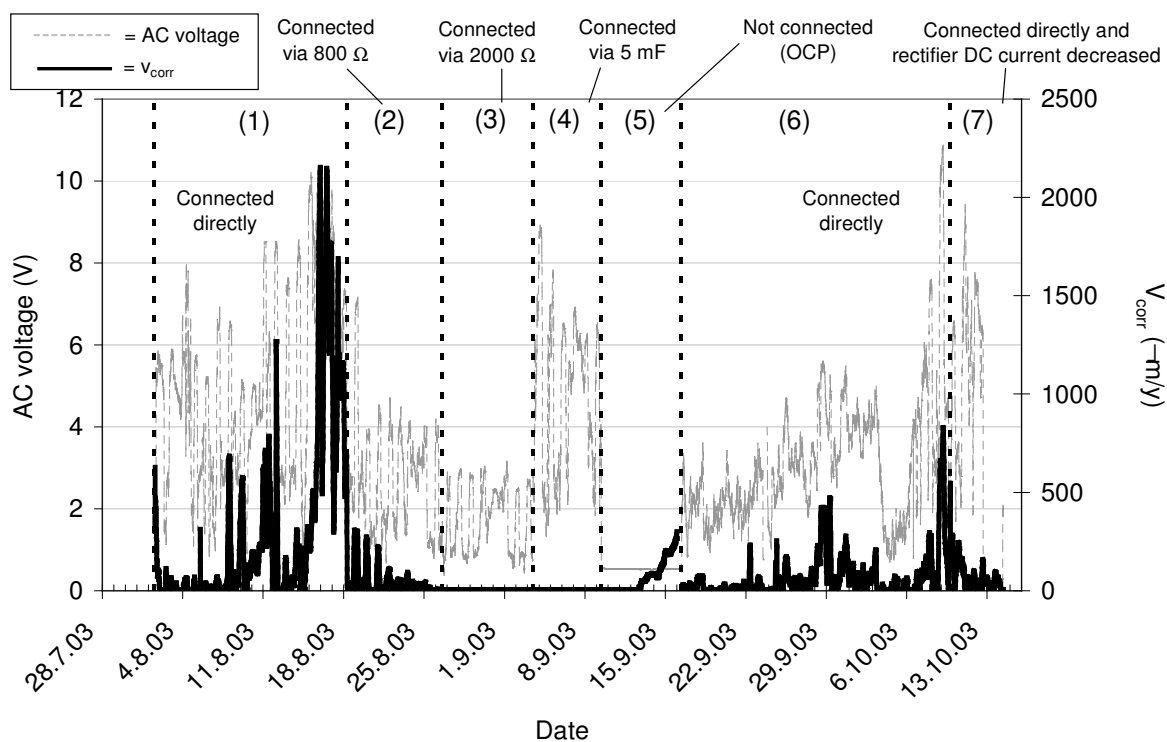 = AC voltage
= v_corr
Connected
via 800 Ω
Connected
via 2000 Ω
Connected
via 5 mF
Not connected
(OCP)
Connected directly and
rectifier DC current decreased
12
10
8
6
4
2
0
2500
2000
1500
1000
500
0
(1)
(2)
(3)
(4)
(5)
(6)
(7)
Connected
directly
Connected
directly
AC voltage (V)
V_corr (—m/y)
28.7.03
4.8.03
11.8.03
18.8.03
25.8.03
1.9.03
8.9.03
15.9.03
22.9.03
29.9.03
6.10.03
13.10.03
Date